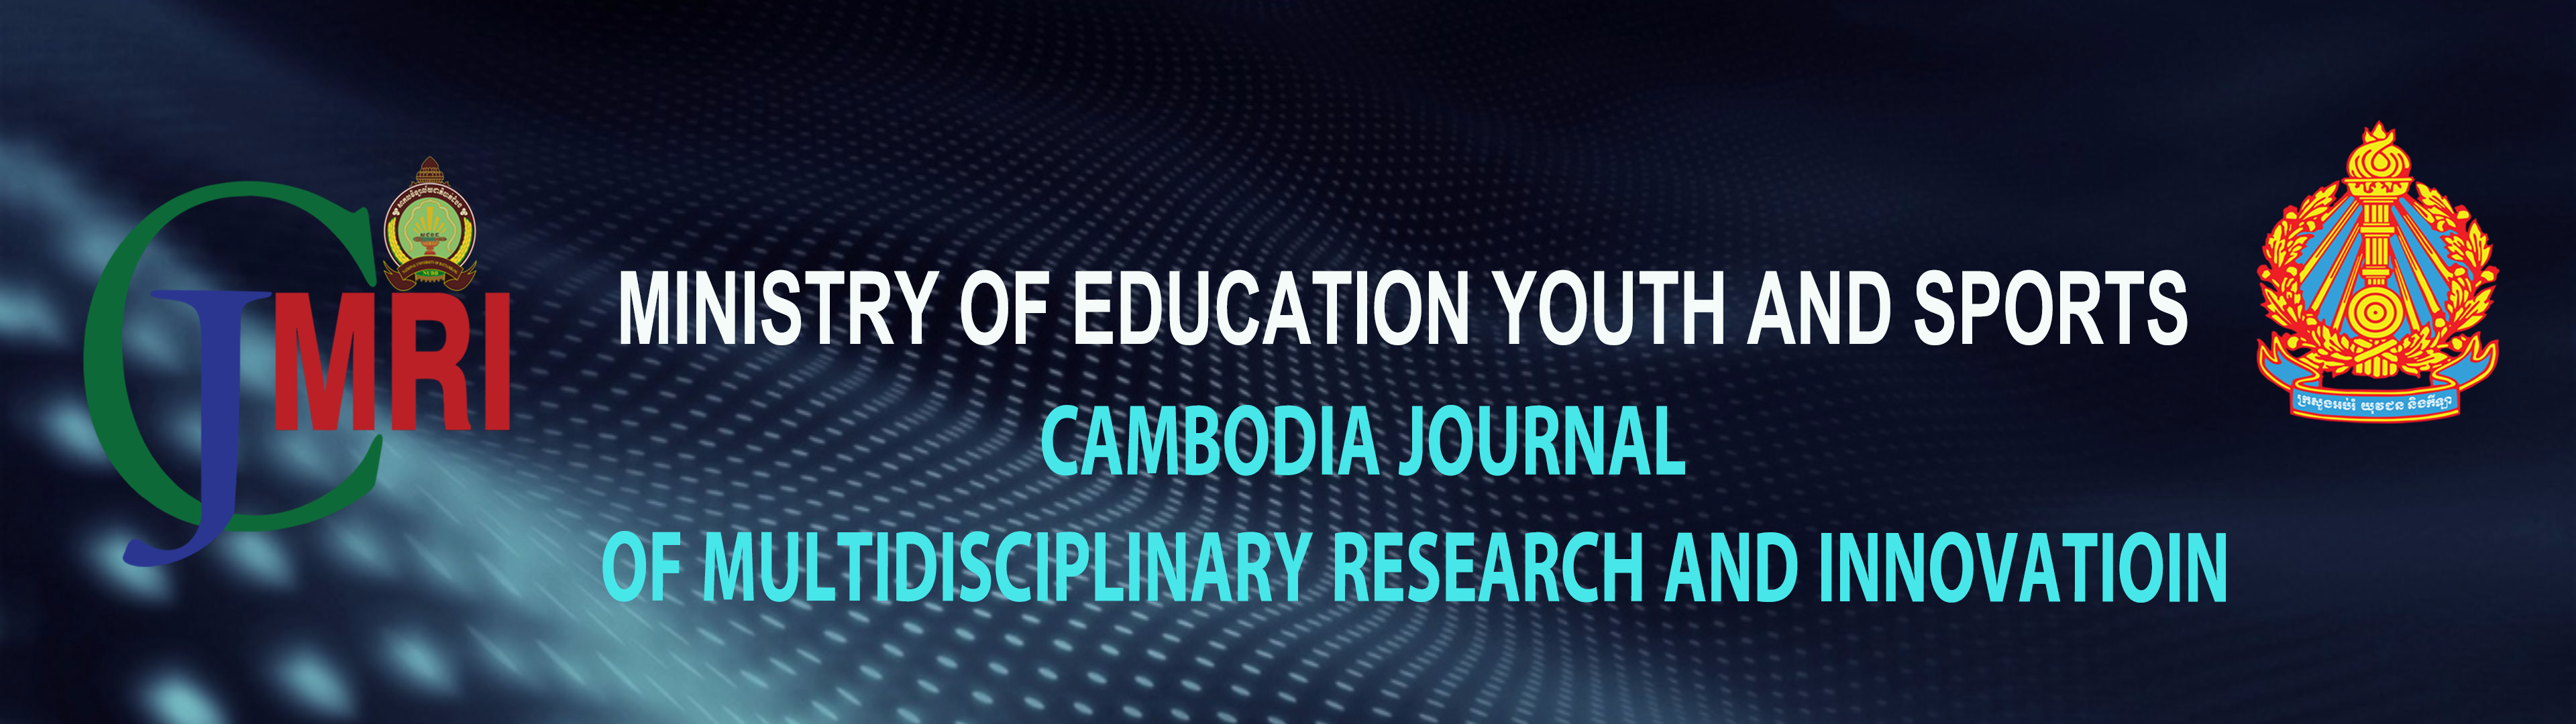 CJMRI
MINISTRY OF EDUCATION YOUTH AND SPORTS
CAMBODIA JOURNAL
OF MULTIDISCIPLINARY RESEARCH AND INNOVATIOIN
ក្រសួងអប់រំ យុវជន និងកីឡា